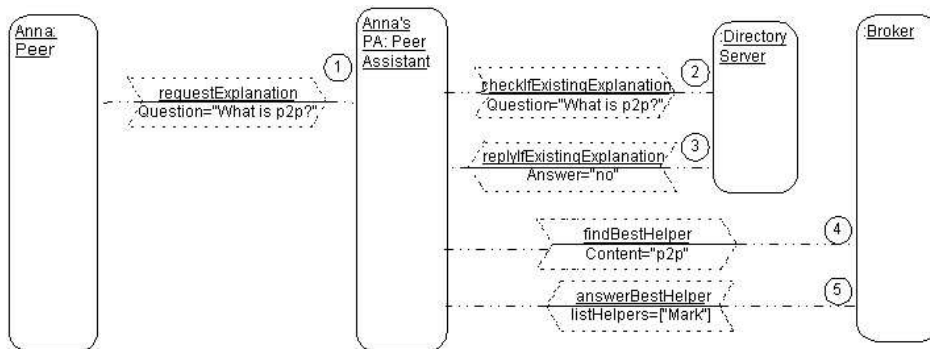 Anna:
Peer
Anna's
PA: Peer
Assistant
:Directory
Server
:Broker
1
requestExplanation
Question="What is p2p?"
2
checkIfExistingExplanation
Question="What is p2p?"
3
replyIfExistingExplanation
Answer="no"
4
findBestHelper
Content="p2p"
5
answerBestHelper
listHelpers=["Mark"]